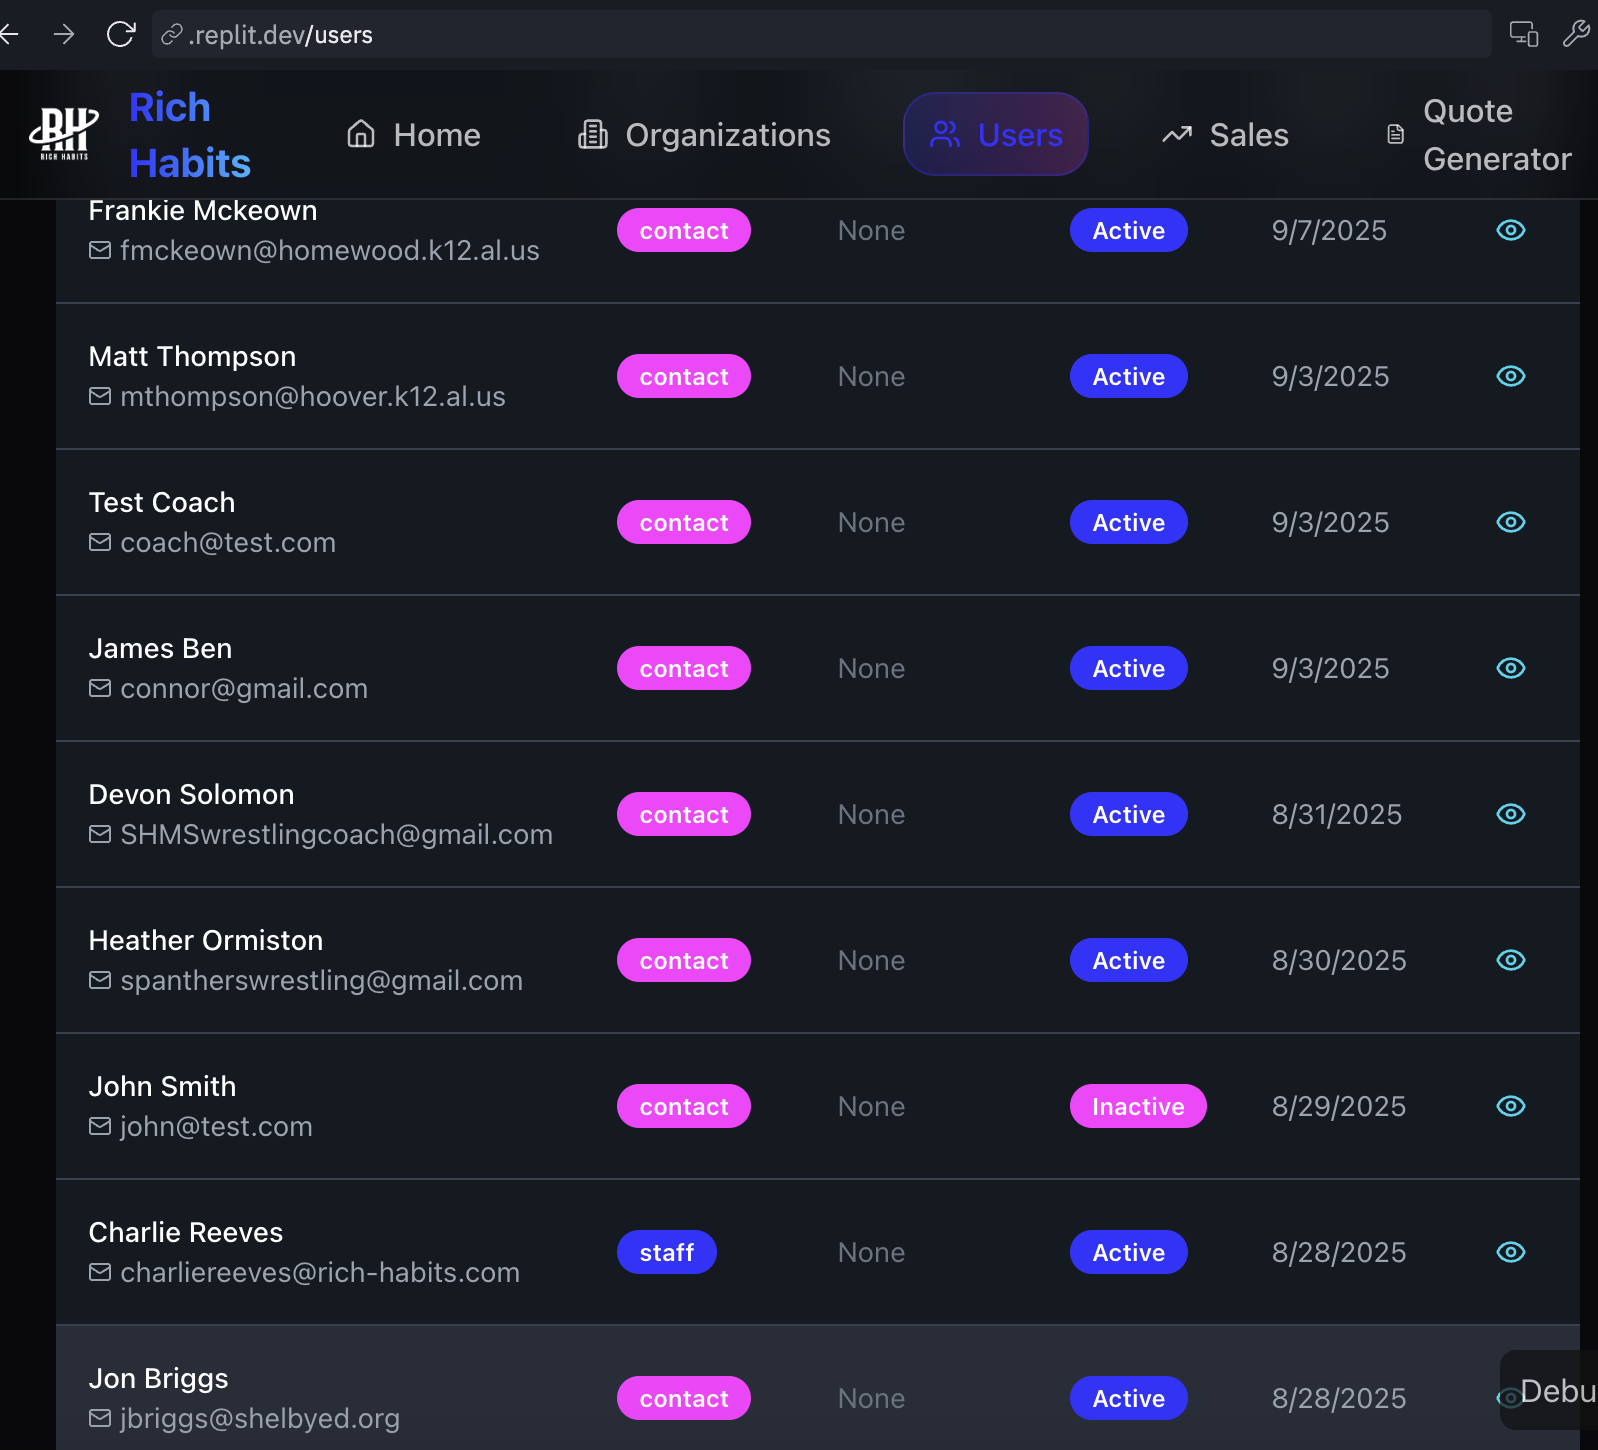 .replit.dev/users
RH
RICH HABITS
Rich
Habits
Home
Organizations
Users
Sales
Quote
Generator
Frankie Mckeown
fmckeown@homewood.k12.al.us
contact
None
Active
9/7/2025
Matt Thompson
mthompson@hoover.k12.al.us
contact
None
Active
9/3/2025
Test Coach
coach@test.com
contact
None
Active
9/3/2025
James Ben
connor@gmail.com
contact
None
Active
9/3/2025
Devon Solomon
SHMSwrestlingcoach@gmail.com
contact
None
Active
8/31/2025
Heather Ormiston
spantherswrestling@gmail.com
contact
None
Active
8/30/2025
John Smith
john@test.com
contact
None
Inactive
8/29/2025
Charlie Reeves
charliereeves@rich-habits.com
staff
None
Active
8/28/2025
Jon Briggs
jbriggs@shelbyed.org
contact
None
Active
8/28/2025
Debu